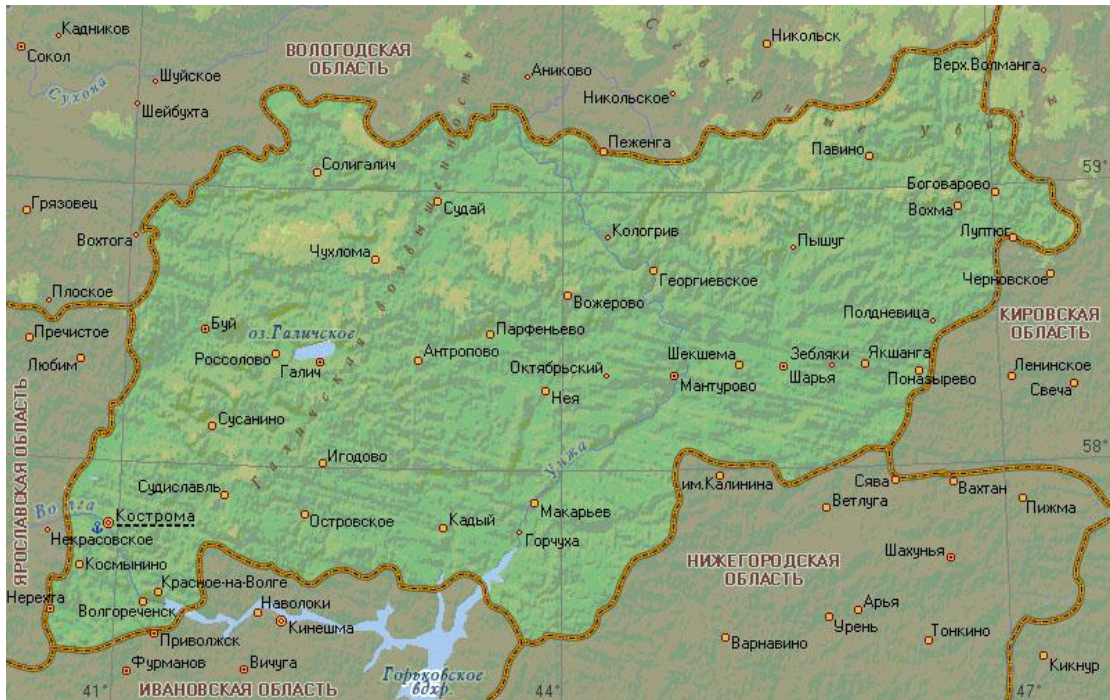 Кадников
Сокол
ВОЛОГОДСКАЯ
ОБЛАСТЬ
Никольск
Северные Увалы
Сухона
Шуйское
Аниково
Верх.Волманга
Шейбухта
Никольское
Пеженга
Павино
Солигалич
59°
Боговарово
Грязовец
Судай
Вохма
Вохтога
Кологрив
Пышуг
Луптюг
Чухлома
Георгиевское
Черновское
Плоское
Вожерово
Пречистое
Буй
оз.Галичское
Парфеньево
Полдневица
КИРОВСКАЯ
ОБЛАСТЬ
Любим
Россолово
Галич
Антропово
Октябрьский
Шекшема
Мантурово
Зебляки
Шарья
Якшанга
Поназырево
Ленинское
Свеча
Нея
Сусанино
Галичская возвышенность
ЯРОСЛАВСКАЯ ОБЛАСТЬ
Игодово
Унжа
58°
Судиславль
им.Калинина
Сява
Вахтан
Ветлуга
Пижма
Волга
Кострома
Островское
Кадый
Макарьев
Горчуха
Некрасовское
НИЖЕГОРОДСКАЯ
ОБЛАСТЬ
Шахунья
Космынино
Красное-на-Волге
Нерехта
Волгореченск
Наволоки
Кинешма
Арья
Урень
Приволжск
Варнавино
Тонкино
Фурманов
Вичуга
Горьковское
вдхр.
Кикнур
41°
ИВАНОВСКАЯ ОБЛАСТЬ
44°
47°